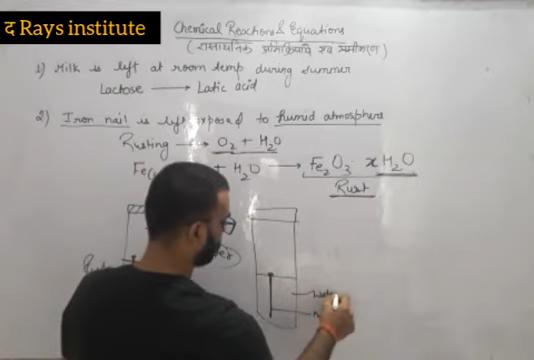 द Rays institute
Chemical Reactions & Equations
(रासायनिक अभिक्रियाएँ एवं समीकरण)
1) Milk is left at room temp during summer
Lactose → Latic acid
2) Iron nail is left exposed to humid atmosphere
Rusting → O₂ + H₂O
+ H₂O → Fe₂O₃ . x H₂O
Rust